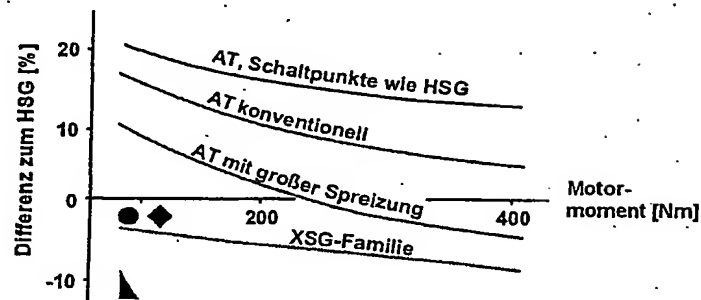 Differenz zum HSG [%]
20
10
0
-10
AT, Schaltpunkte wie HSG
AT konventionell
AT mit großer Spreizung
XSG-Familie
200
400
Motor-
moment [Nm]